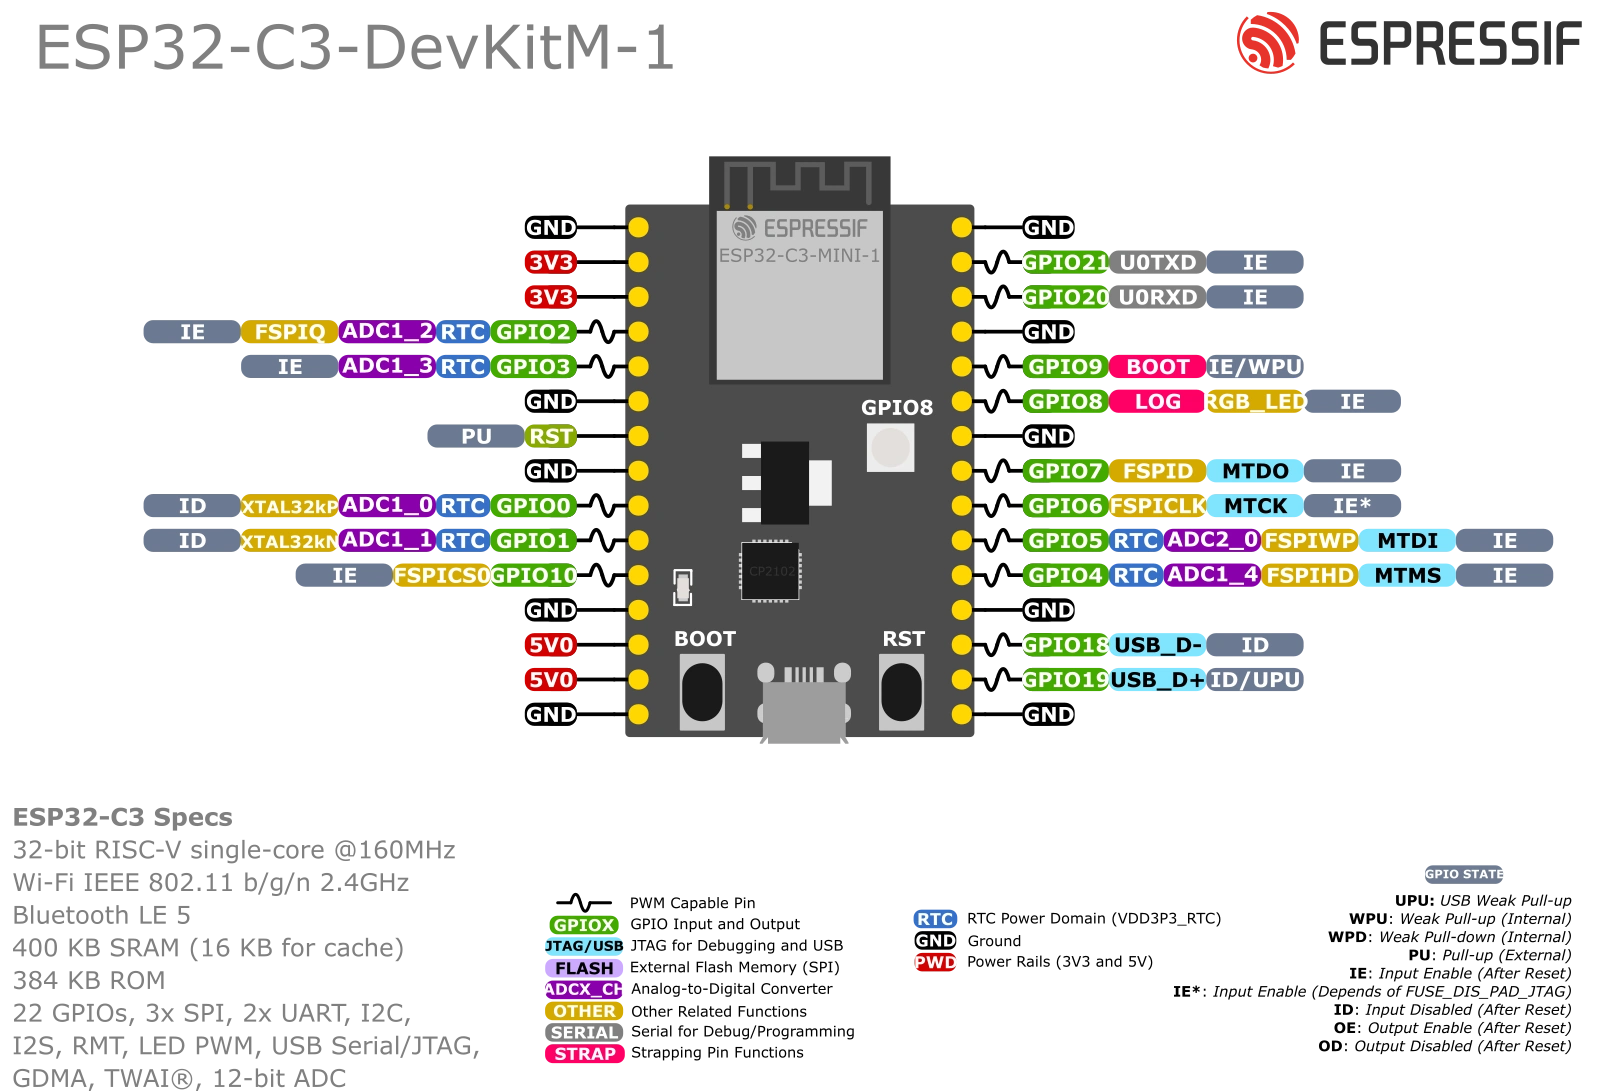 ESP32-C3-DevKitM-1
ESPRESSIF
ESPRESSIF
ESP32-C3-MINI-1
GND
3V3
3V3
IE FSPIQ ADC1_2 RTC GPIO2
IE ADC1_3 RTC GPIO3
GND
PU RST
GND
ID XTAL32kP ADC1_0 RTC GPIO0
ID XTAL32kN ADC1_1 RTC GPIO1
IE FSPICS0 GPIO10
GND
5V0
5V0
GND
GPIO8
CP2102
BOOT
RST
GND
GPIO21 U0TXD IE
GPIO20 U0RXD IE
GND
GPIO9 BOOT IE/WPU
GPIO8 LOG RGB_LED IE
GND
GPIO7 FSPID MTDO IE
GPIO6 FSPICLK MTCK IE*
GPIO5 RTC ADC2_0 FSPIWP MTDI IE
GPIO4 RTC ADC1_4 FSPIHD MTMS IE
GND
GPIO18 USB_D- ID
GPIO19 USB_D+ ID/UPU
GND
ESP32-C3 Specs
32-bit RISC-V single-core @160MHz
Wi-Fi IEEE 802.11 b/g/n 2.4GHz
Bluetooth LE 5
400 KB SRAM (16 KB for cache)
384 KB ROM
22 GPIOs, 3x SPI, 2x UART, I2C,
I2S, RMT, LED PWM, USB Serial/JTAG,
GDMA, TWAI®, 12-bit ADC
PWM Capable Pin
GPIOX GPIO Input and Output
JTAG/USB JTAG for Debugging and USB
FLASH External Flash Memory (SPI)
ADCX_CH Analog-to-Digital Converter
OTHER Other Related Functions
SERIAL Serial for Debug/Programming
STRAP Strapping Pin Functions
RTC RTC Power Domain (VDD3P3_RTC)
GND Ground
PWD Power Rails (3V3 and 5V)
GPIO STATE
UPU: USB Weak Pull-up
WPU: Weak Pull-up (Internal)
WPD: Weak Pull-down (Internal)
PU: Pull-up (External)
IE: Input Enable (After Reset)
IE*: Input Enable (Depends of FUSE_DIS_PAD_JTAG)
ID: Input Disabled (After Reset)
OE: Output Enable (After Reset)
OD: Output Disabled (After Reset)